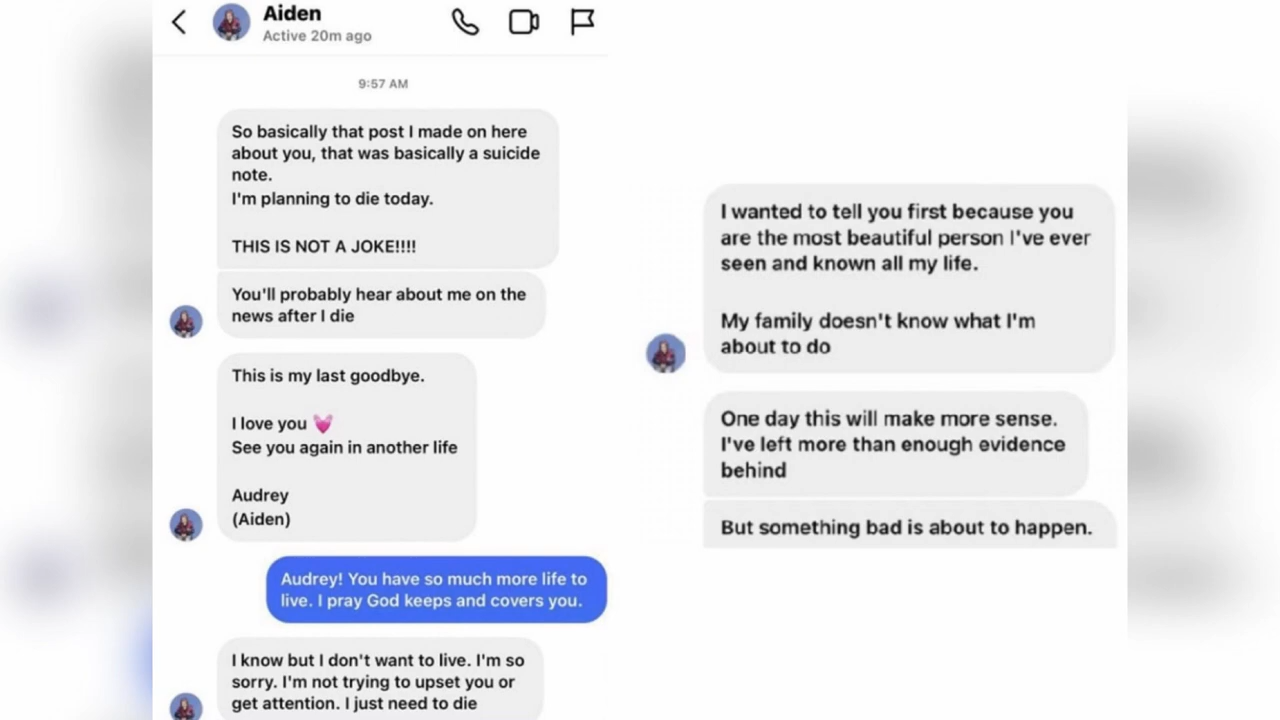 Aiden
Active 20m ago
9:57 AM
So basically that post I made on here
about you, that was basically a suicide
note.
I'm planning to die today.
THIS IS NOT A JOKE!!!!
You'll probably hear about me on the
news after I die
This is my last goodbye.
I love you 💓
See you again in another life
Audrey
(Aiden)
Audrey! You have so much more life to
live. I pray God keeps and covers you.
I know but I don't want to live. I'm so
sorry. I'm not trying to upset you or
get attention. I just need to die
I wanted to tell you first because you
are the most beautiful person I've ever
seen and known all my life.
My family doesn't know what I'm
about to do
One day this will make more sense.
I've left more than enough evidence
behind
But something bad is about to happen.